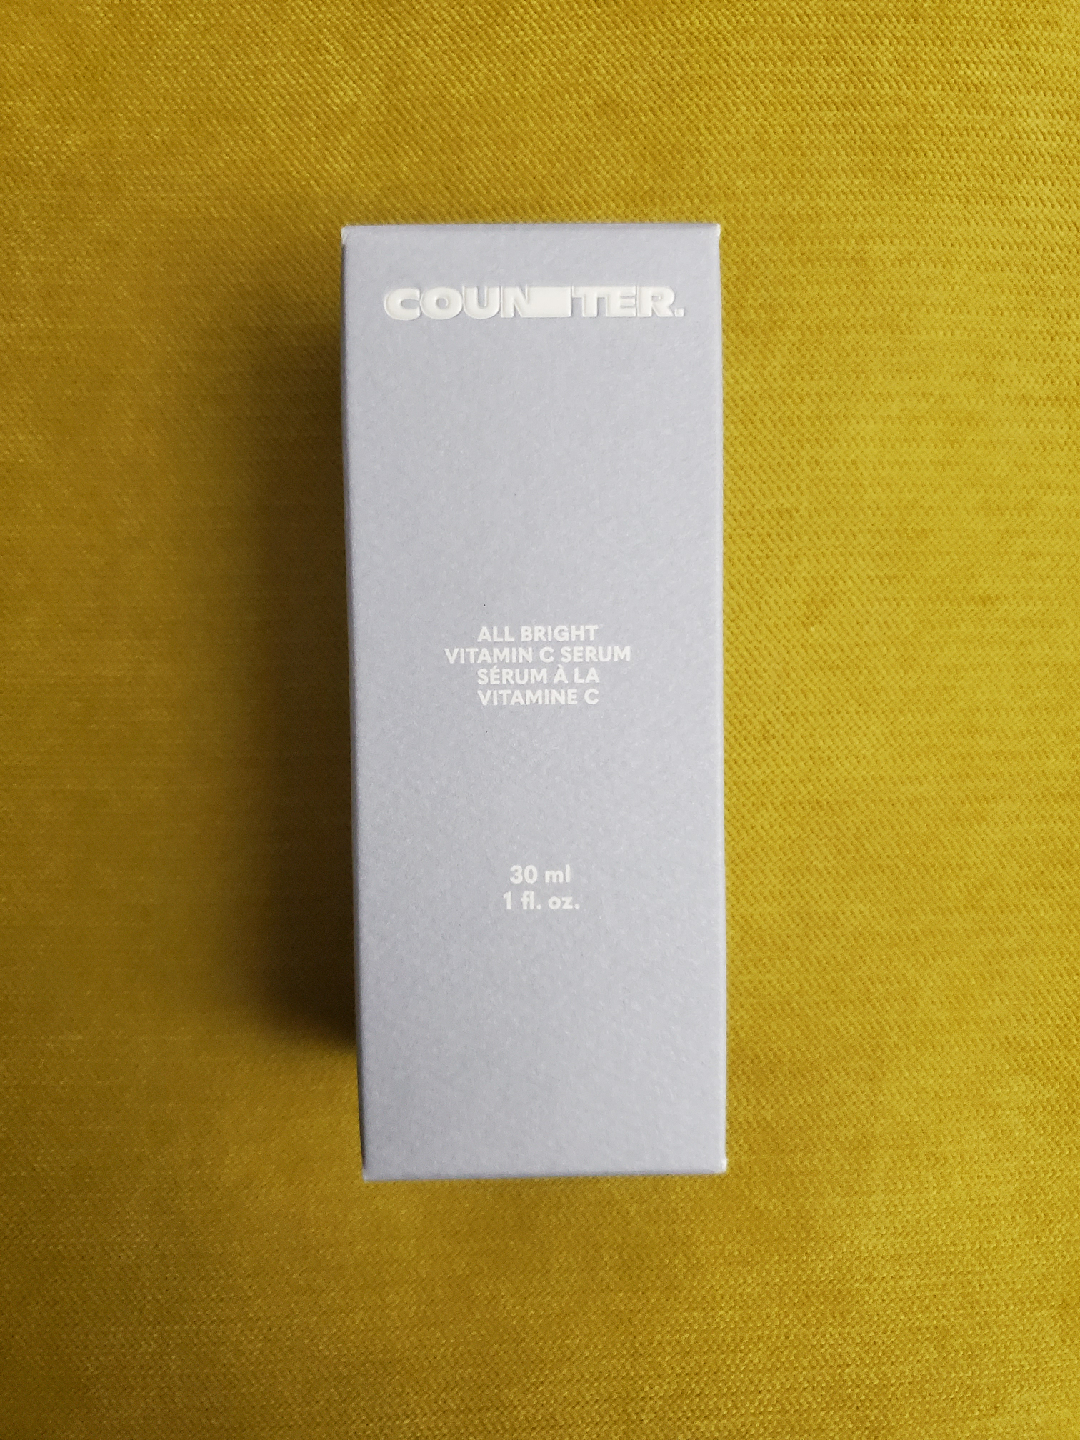 COUNTER.
ALL BRIGHT
VITAMIN C SERUM
SÉRUM À LA
VITAMINE C
30 ml
1 fl. oz.